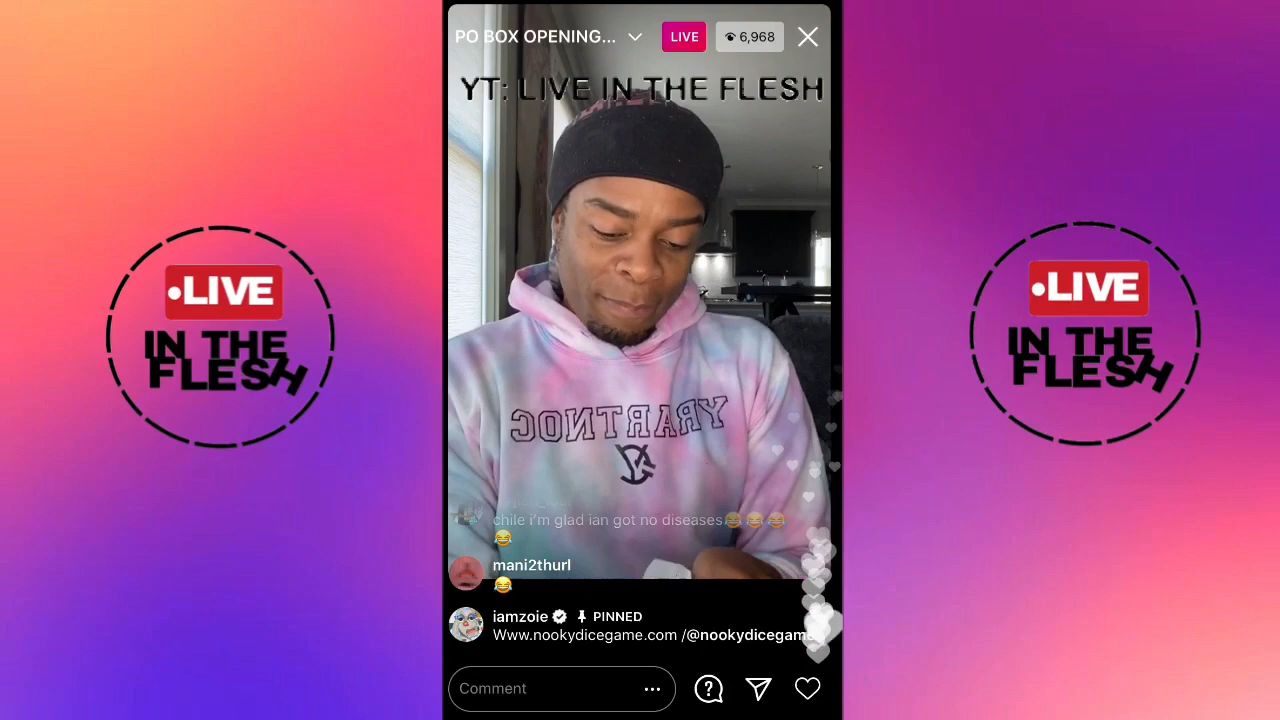 PO BOX OPENING...
LIVE
6,968
YT: LIVE IN THE FLESH
LIVE
IN THE
FLESH
LIVE
IN THE
FLESH
CONTRARY
chile i'm glad ian got no diseases😂😂😂
😂
mani2thurl
😂
iamzoie PINNED
Www.nookydicegame.com /@nookydicegame
Comment